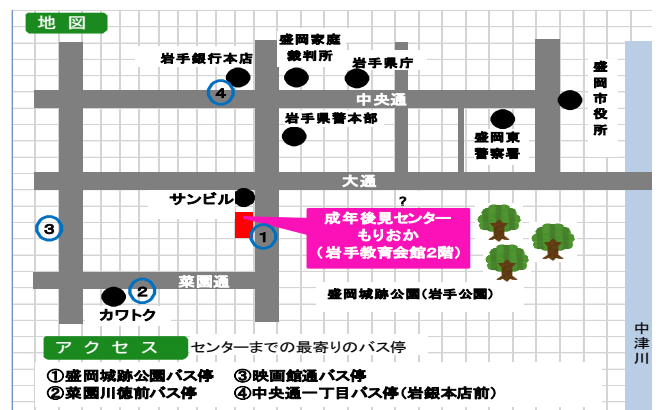 地図
盛岡家庭
裁判所
岩手銀行本店
岩手県庁
盛岡市役所
④
中央通
岩手県警本部
盛岡東
警察署
大通
サンビル
?
成年後見センター
もりおか
(岩手教育会館2階)
③
①
菜園通
②
盛岡城跡公園(岩手公園)
カワトク
中津川
アクセス
センターまでの最寄りのバス停
①盛岡城跡公園バス停 ③映画館通バス停
②菜園川徳前バス停 ④中央通一丁目バス停(岩銀本店前)